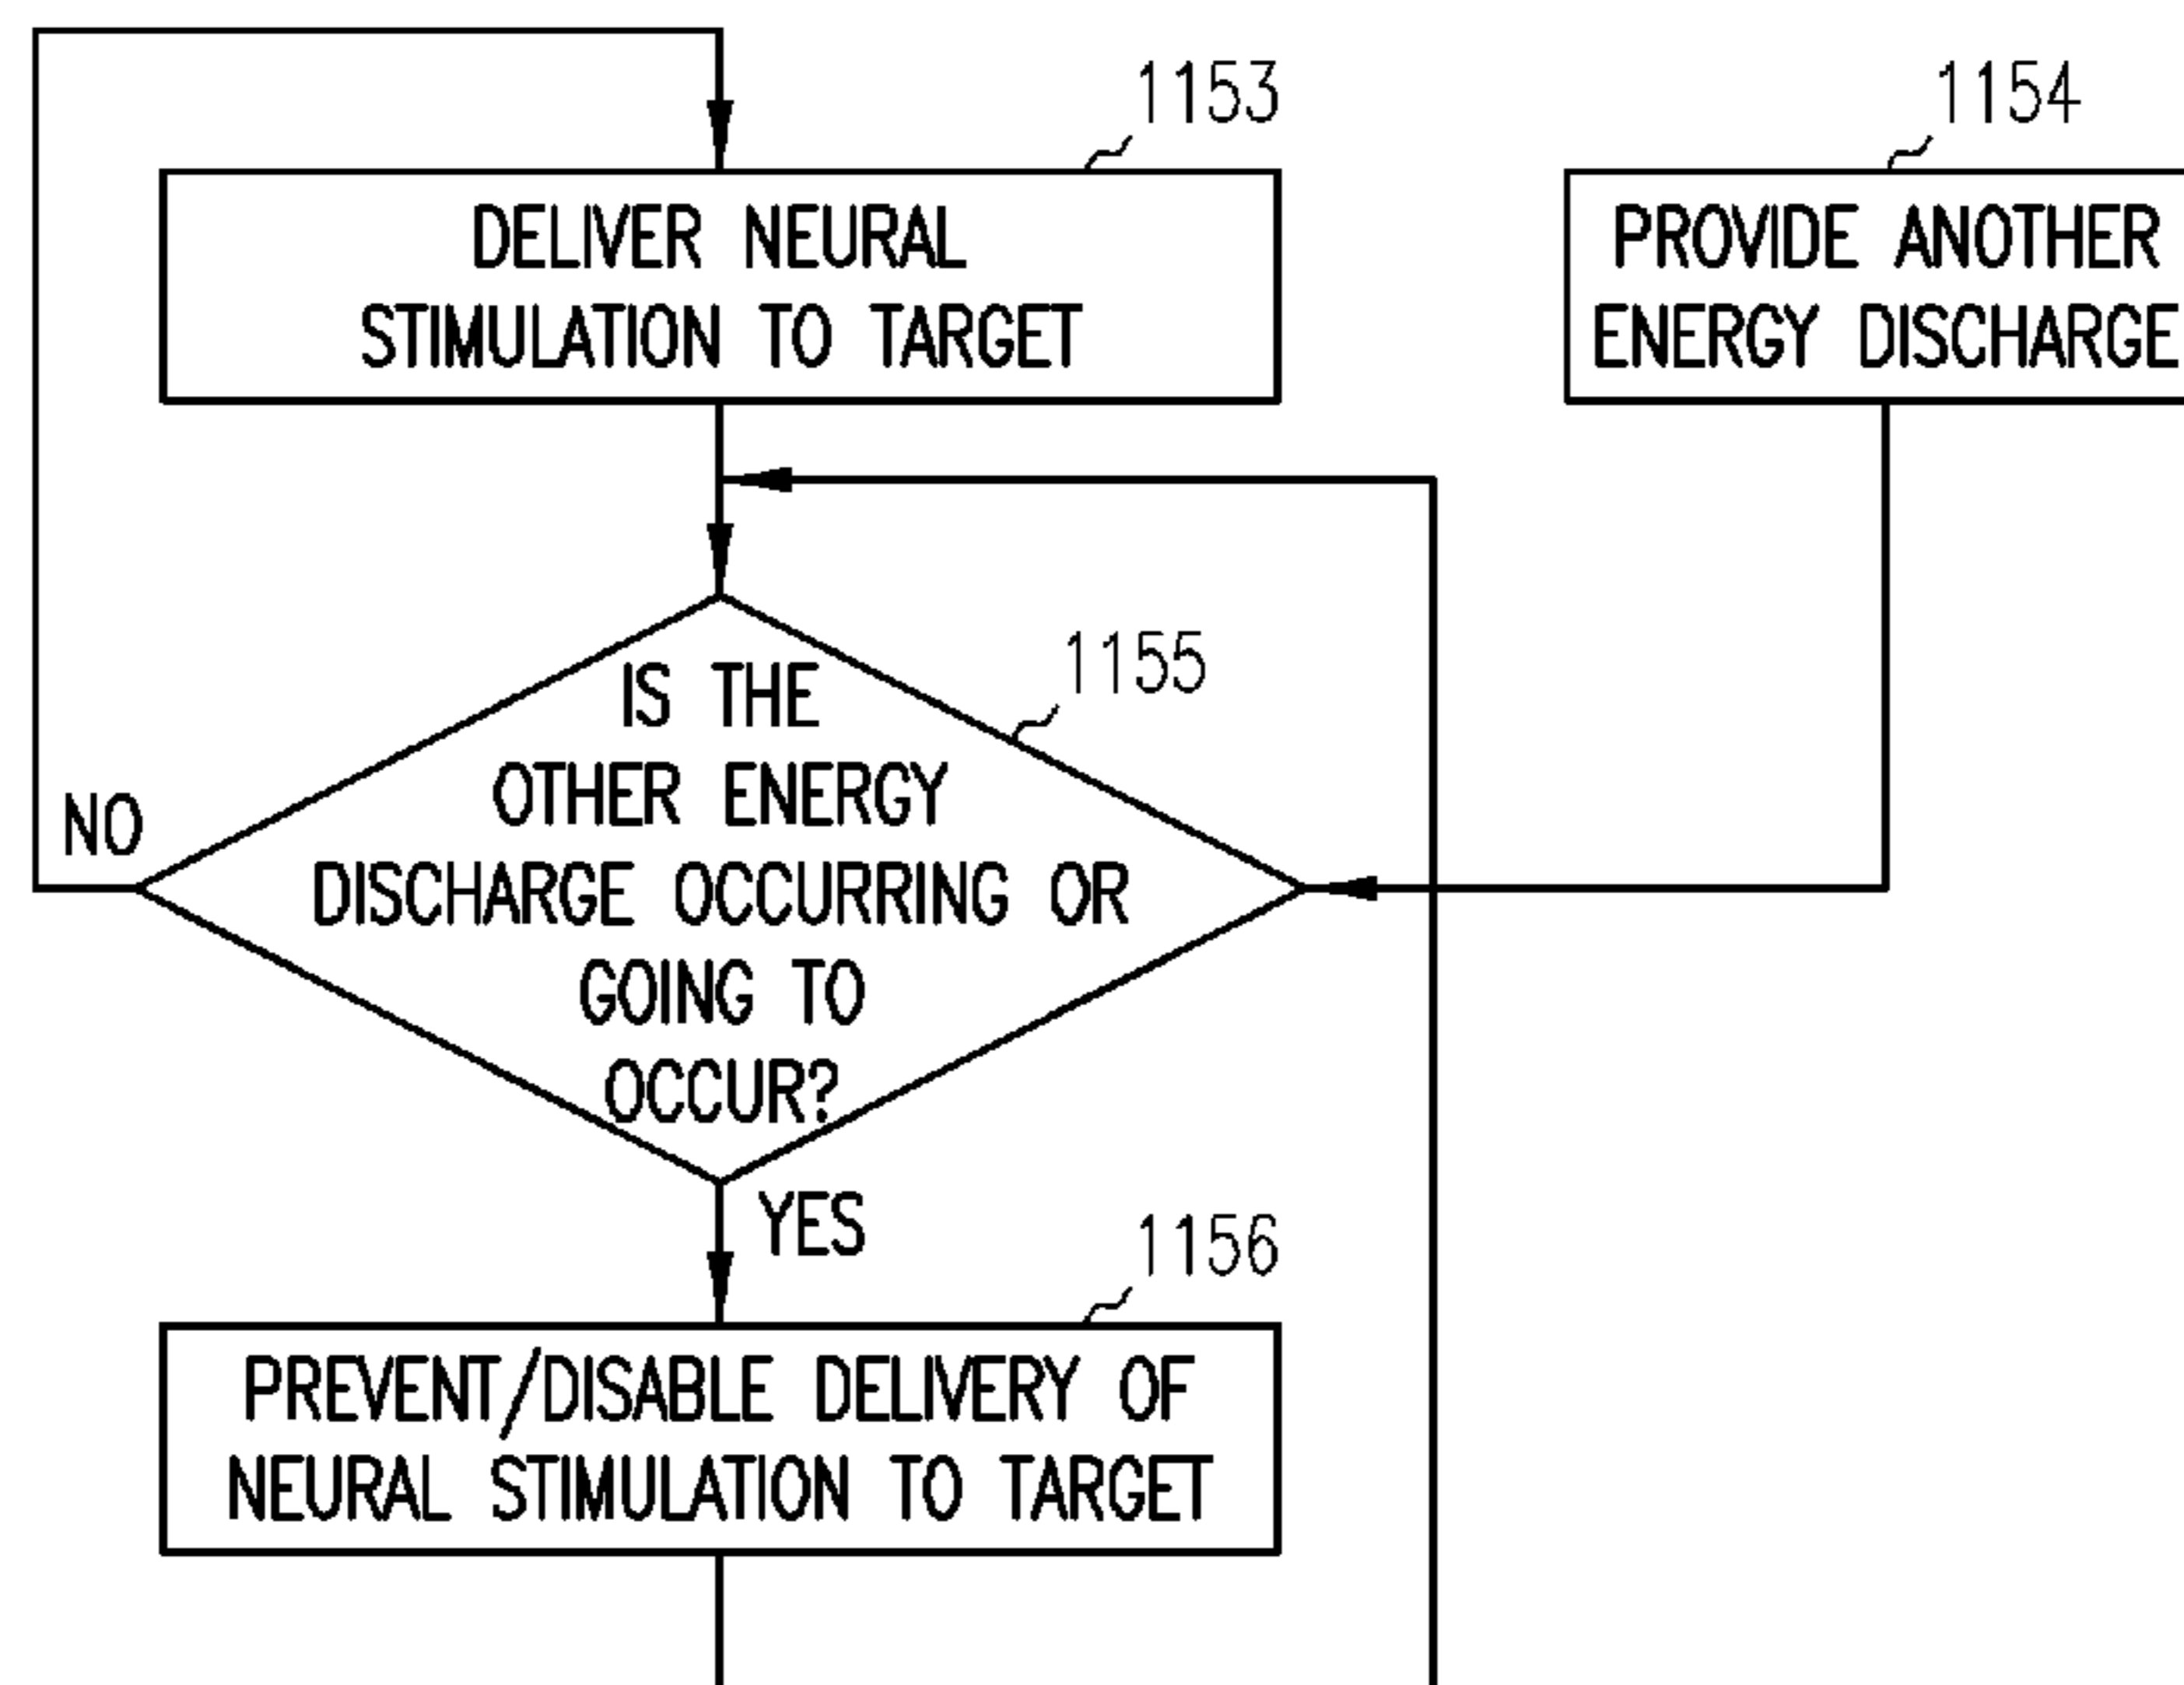 1153
DELIVER NEURAL
STIMULATION TO TARGET
1154
PROVIDE ANOTHER
ENERGY DISCHARGE
1155
IS THE
OTHER ENERGY
DISCHARGE OCCURRING OR
GOING TO
OCCUR?
NO
YES
1156
PREVENT/DISABLE DELIVERY OF
NEURAL STIMULATION TO TARGET